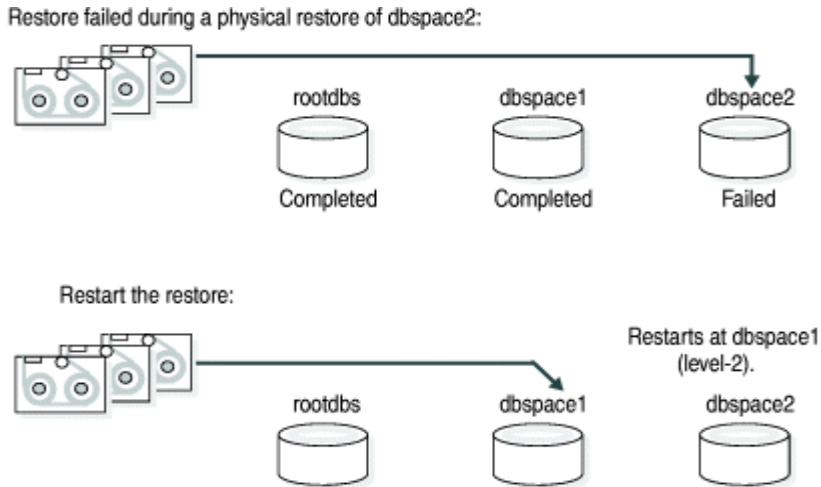 Restore failed during a physical restore of dbspace2:
rootdbs
dbspace1
dbspace2
Completed
Completed
Failed
Restart the restore:
Restarts at dbspace1
(level-2).
rootdbs
dbspace1
dbspace2